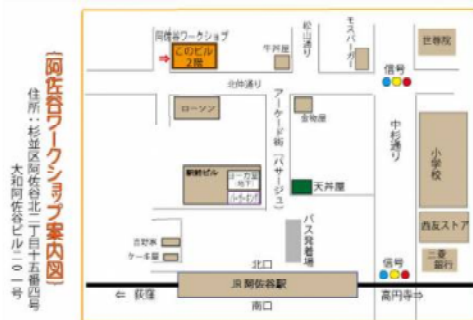 【阿佐谷ワークショップ案内図】
住所:杉並区阿佐谷北二丁目十五番四号
大和阿佐谷ビル二〇一号
阿佐谷ワークショップ
このビル
2階
牛丼屋
松山通り
モスバーガー
世尊院
信号
北仲通り
ローソン
アーケード街(パサージュ)
金物屋
中杉通り
小学校
天丼屋
バス発着場
吉野家
ケーキ屋
北口
JR阿佐谷駅
南口
西友ストア
信号
⇐ 荻窪
高円寺⇒